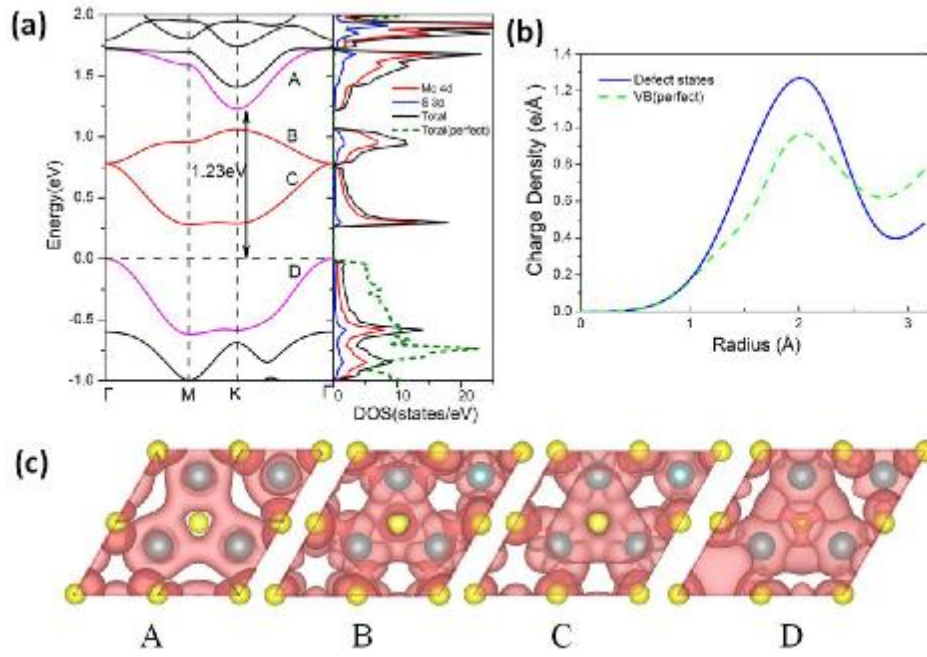 (a)
2.0
1.5
1.0
0.5
0.0
-0.5
-1.0
Energy(eV)
A
B
C
D
1.23eV
Γ
M
K
Γ
Mo 4d
S 3p
Total
Total(perfect)
0
10
20
DOS(states/eV)
(b)
1.4
1.2
1.0
0.8
0.6
0.4
0.2
0.0
Charge Density (e/Å)
Defect states
VB(perfect)
0
1
2
3
Radius (Å)
(c)
A
B
C
D